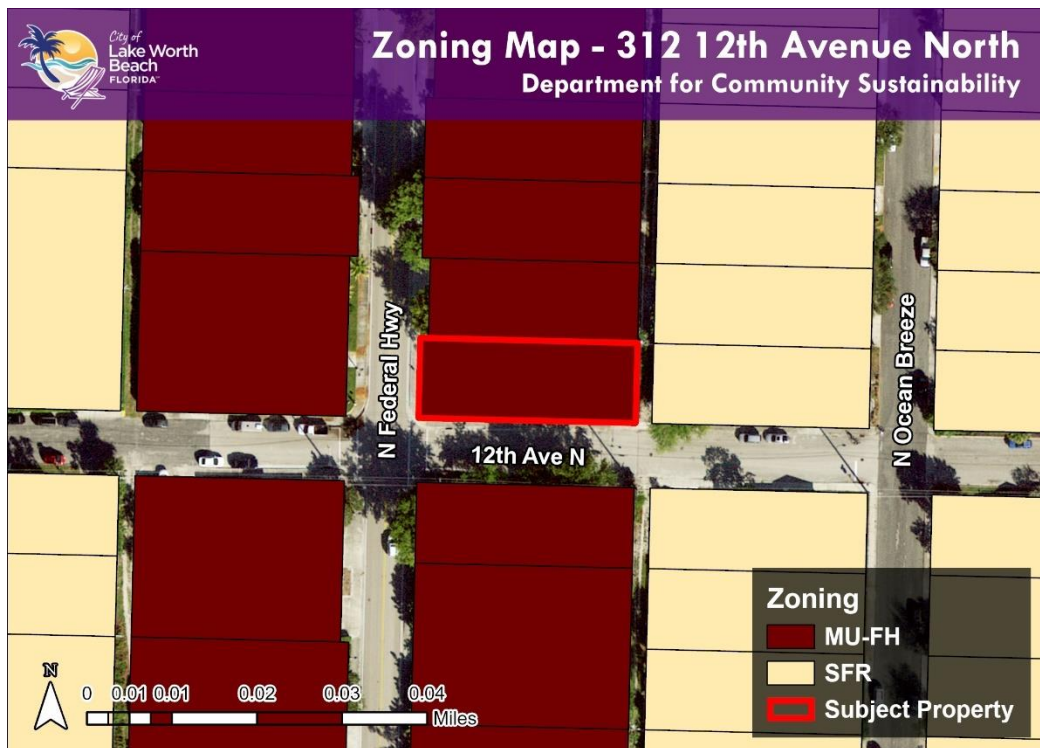 City of
Lake Worth
Beach
FLORIDA
Zoning Map - 312 12th Avenue North
Department for Community Sustainability
N Federal Hwy
N Ocean Breeze
12th Ave N
Zoning
MU-FH
SFR
Subject Property
N
0 0.01 0.01 0.02 0.03 0.04
Miles